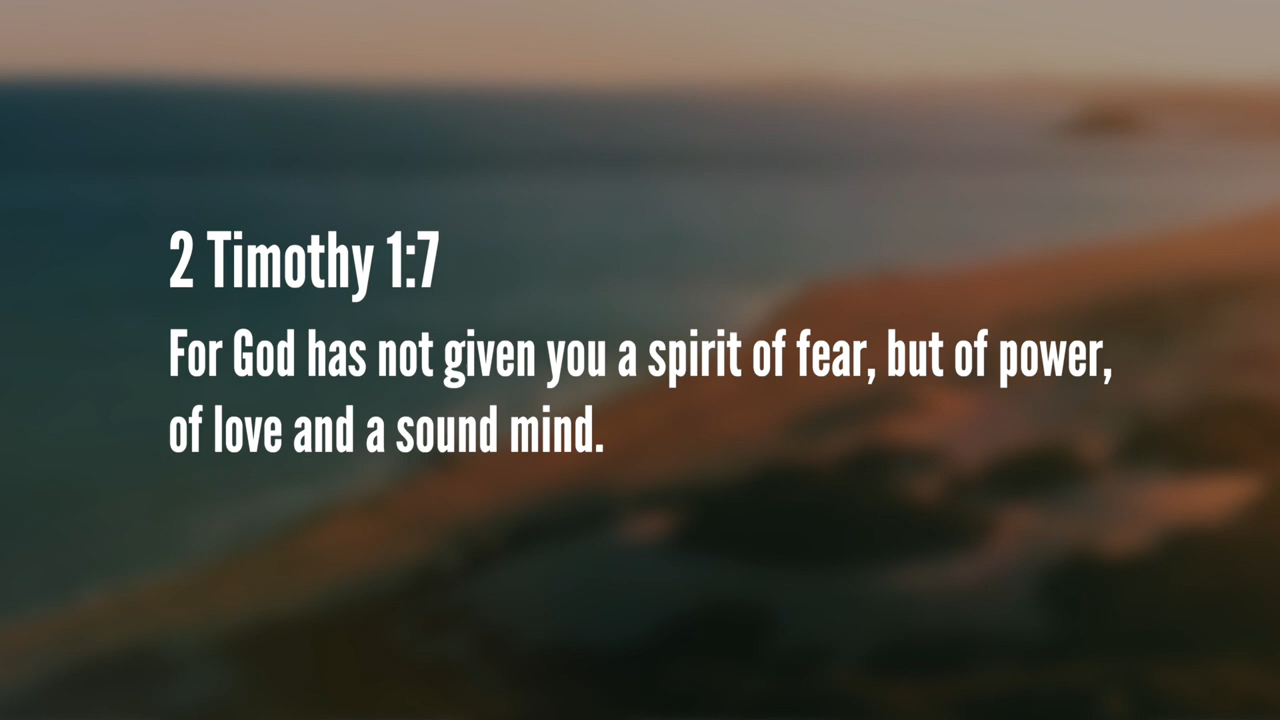 2 Timothy 1:7
For God has not given you a spirit of fear, but of power,
of love and a sound mind.